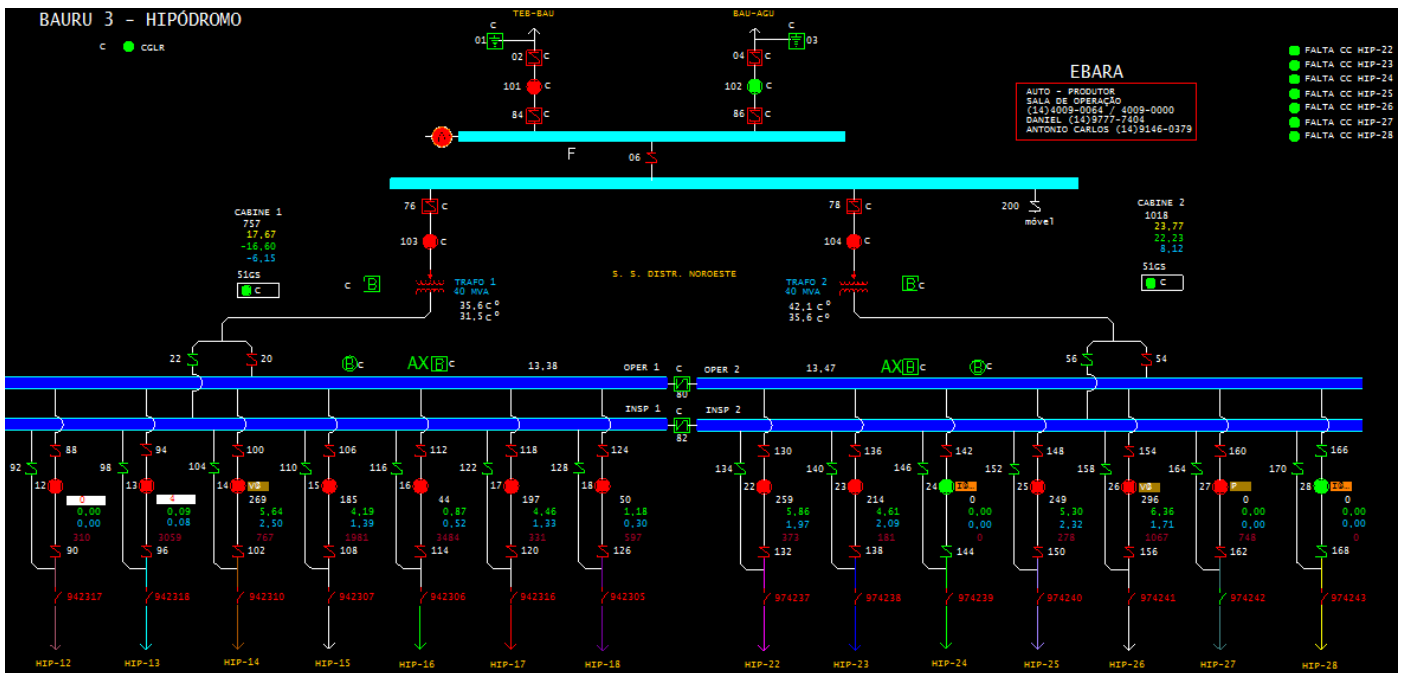 BAURU 3 - HIPÓDROMO
C CGLR
TEB-BAU
BAU-AGU
C
01
02 C
101 C
84 C
C
03
04 C
102 C
86 C
FALTA CC HIP-22
FALTA CC HIP-23
FALTA CC HIP-24
FALTA CC HIP-25
FALTA CC HIP-26
FALTA CC HIP-27
FALTA CC HIP-28
EBARA
AUTO - PRODUTOR
SALA DE OPERAÇÃO
(14)4009-0064 / 4009-0000
DANIEL (14)9777-7404
ANTONIO CARLOS (14)9146-0379
F
06
76 C
78 C
200
móvel
CABINE 1
757
17,67
-16,60
-6,15
51GS
C
103 C
104 C
CABINE 2
1018
23,77
22,23
8,12
51GS
C
C B
TRAFO 1
40 MVA
35,6 Cº
31,5 Cº
S. S. DISTR. NOROESTE
TRAFO 2
40 MVA
42,1 Cº
35,6 Cº
B C
22
20
56
54
B C
AX B C
13,38
OPER 1
C
80
OPER 2
13,47
AX C
B C
INSP 1
C
82
INSP 2
88
94
100
106
112
118
124
130
136
142
148
154
160
166
92
98
104
110
116
122
128
134
140
146
152
158
164
170
12
13
14 VG
15
16
17
18
22
23
24
25
26 VG
27 P
28
0
4
269
185
44
197
50
259
214
0
249
296
0
0
0,00
0,09
5,64
4,19
0,87
4,46
1,18
5,86
4,61
0,00
5,30
6,36
0,00
0,00
0,00
0,08
2,50
1,39
0,52
1,33
0,30
1,97
2,09
0,00
2,32
1,71
0,00
0,00
310
3059
767
1981
3484
331
597
373
181
0
278
1067
748
0
90
96
102
108
114
120
126
132
138
144
150
156
162
168
942317
942318
942310
942307
942306
942316
942305
974237
974238
974239
974240
974241
974242
974243
HIP-12
HIP-13
HIP-14
HIP-15
HIP-16
HIP-17
HIP-18
HIP-22
HIP-23
HIP-24
HIP-25
HIP-26
HIP-27
HIP-28